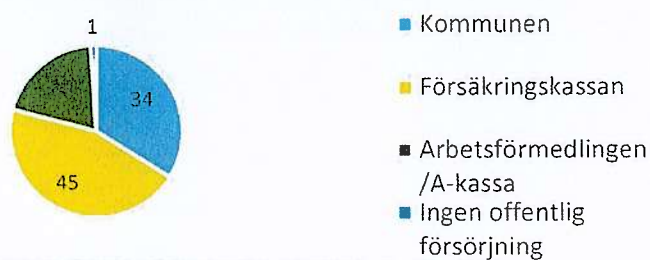 1
34
45
Kommunen
Försäkringskassan
Arbetsförmedlingen
/A-kassa
Ingen offentlig
försörjning